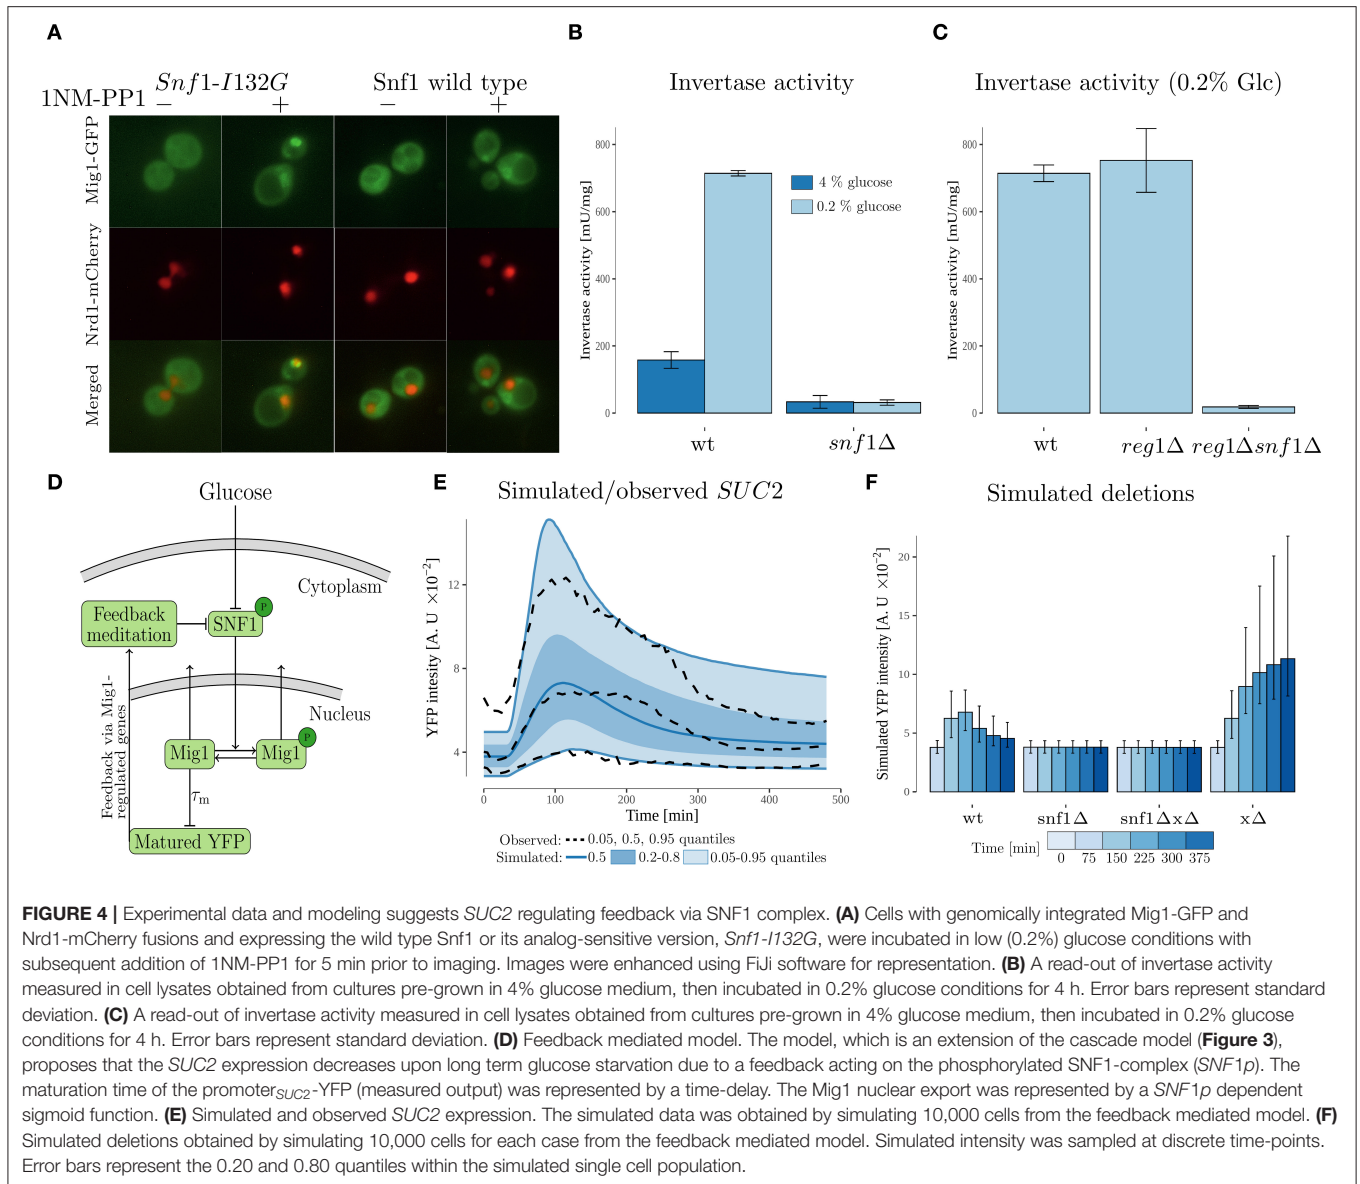 A
Snf1-I132G
Snf1 wild type
1NM-PP1
− + − +
Mig1-GFP
Nrd1-mCherry
Merged
B
Invertase activity
Invertase activity [mU/mg]
800
600
400
200
0
4 % glucose
0.2 % glucose
wt
snf1Δ
C
Invertase activity (0.2% Glc)
Invertase activity [mU/mg]
800
600
400
200
0
wt
reg1Δ
reg1Δsnf1Δ
D
Glucose
Cytoplasm
Feedback
meditation
SNF1
P
Nucleus
Mig1
Mig1
P
τm
Matured YFP
Feedback via Mig1-
regulated genes
E
Simulated/observed SUC2
YFP intesity [A. U ×10−2]
12
8
4
0 100 200 300 400 500
Time [min]
Observed: 0.05, 0.5, 0.95 quantiles
Simulated: 0.5 0.2-0.8 0.05-0.95 quantiles
F
Simulated deletions
Simulated YFP intensity [A. U ×10−2]
20
15
10
5
0
wt
snf1Δ
snf1ΔxΔ
xΔ
Time [min]
0 75 150 225 300 375
FIGURE 4 | Experimental data and modeling suggests SUC2 regulating feedback via SNF1 complex. (A) Cells with genomically integrated Mig1-GFP and
Nrd1-mCherry fusions and expressing the wild type Snf1 or its analog-sensitive version, Snf1-I132G, were incubated in low (0.2%) glucose conditions with
subsequent addition of 1NM-PP1 for 5 min prior to imaging. Images were enhanced using FiJi software for representation. (B) A read-out of invertase activity
measured in cell lysates obtained from cultures pre-grown in 4% glucose medium, then incubated in 0.2% glucose conditions for 4 h. Error bars represent standard
deviation. (C) A read-out of invertase activity measured in cell lysates obtained from cultures pre-grown in 4% glucose medium, then incubated in 0.2% glucose
conditions for 4 h. Error bars represent standard deviation. (D) Feedback mediated model. The model, which is an extension of the cascade model (Figure 3),
proposes that the SUC2 expression decreases upon long term glucose starvation due to a feedback acting on the phosphorylated SNF1-complex (SNF1p). The
maturation time of the promoterSUC2-YFP (measured output) was represented by a time-delay. The Mig1 nuclear export was represented by a SNF1p dependent
sigmoid function. (E) Simulated and observed SUC2 expression. The simulated data was obtained by simulating 10,000 cells from the feedback mediated model. (F)
Simulated deletions obtained by simulating 10,000 cells for each case from the feedback mediated model. Simulated intensity was sampled at discrete time-points.
Error bars represent the 0.20 and 0.80 quantiles within the simulated single cell population.